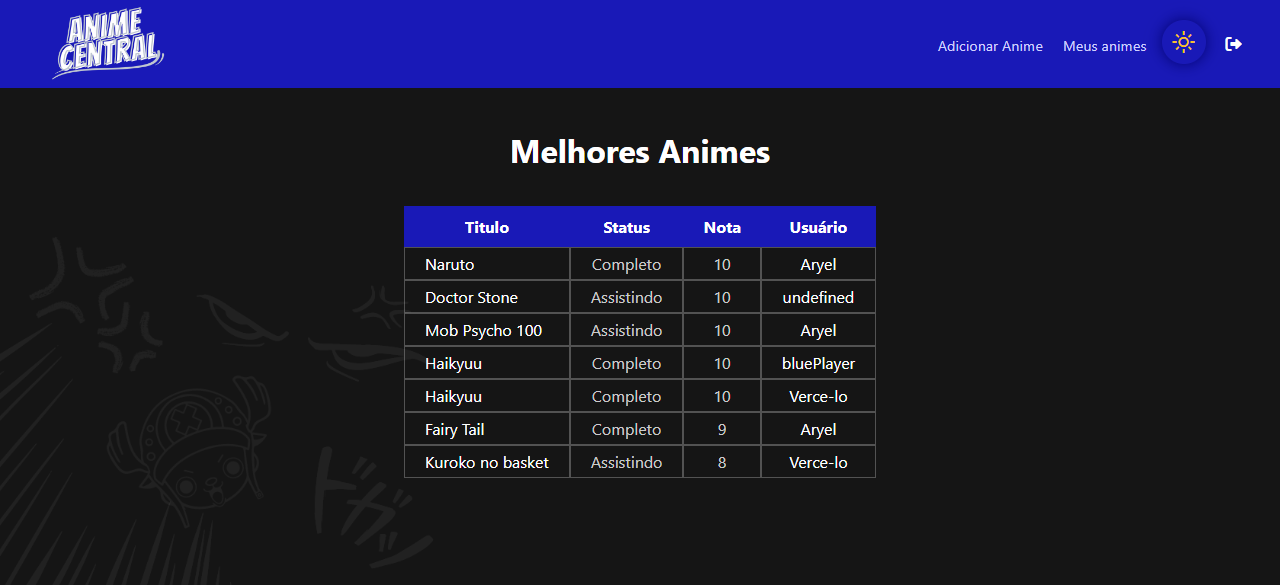 ANIME
CENTRAL
Adicionar Anime Meus animes
Melhores Animes
Titulo Status Nota Usuário
Naruto Completo 10 Aryel
Doctor Stone Assistindo 10 undefined
Mob Psycho 100 Assistindo 10 Aryel
Haikyuu Completo 10 bluePlayer
Haikyuu Completo 10 Verce-lo
Fairy Tail Completo 9 Aryel
Kuroko no basket Assistindo 8 Verce-lo
ドガッ